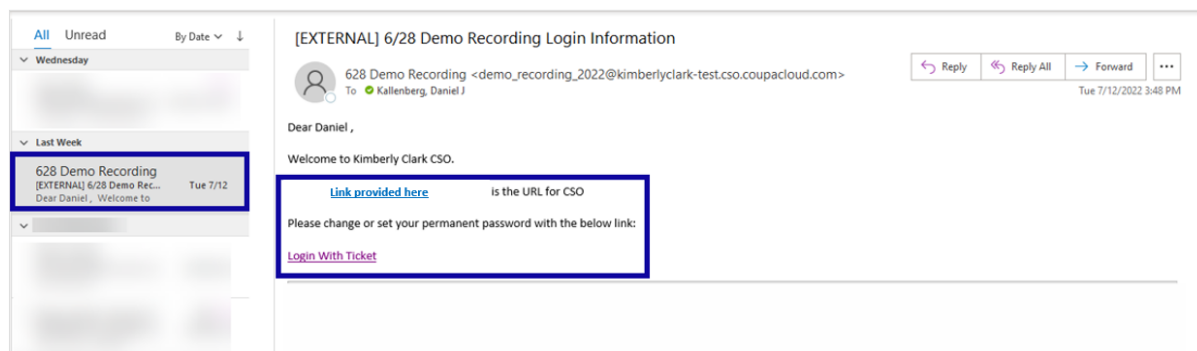 All Unread By Date
Wednesday
Last Week
628 Demo Recording
[EXTERNAL] 6/28 Demo Rec... Tue 7/12
Dear Daniel , Welcome to
[EXTERNAL] 6/28 Demo Recording Login Information
628 Demo Recording <demo_recording_2022@kimberlyclark-test.cso.coupacloud.com>
To Kallenberg, Daniel J
Reply Reply All Forward ...
Tue 7/12/2022 3:48 PM
Dear Daniel ,
Welcome to Kimberly Clark CSO.
Link provided here is the URL for CSO
Please change or set your permanent password with the below link:
Login With Ticket